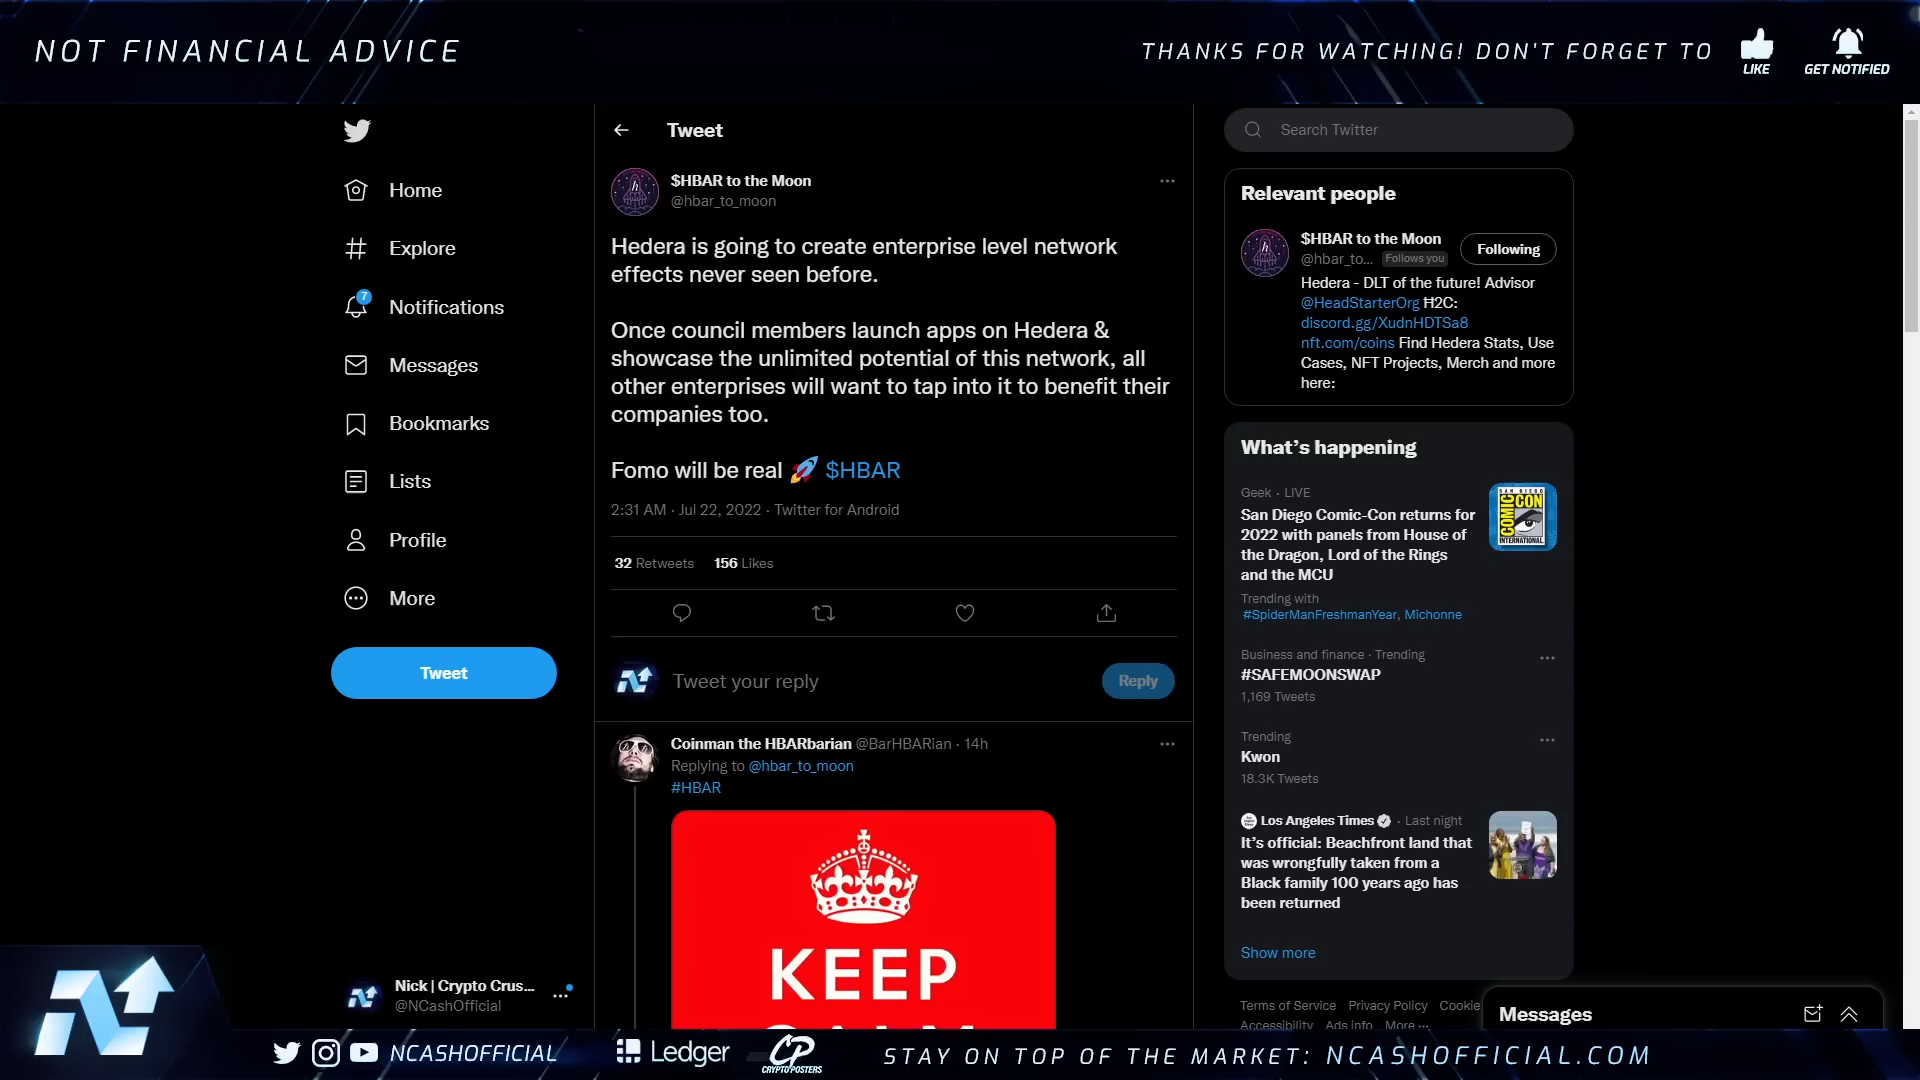 NOT FINANCIAL ADVICE
THANKS FOR WATCHING! DON'T FORGET TO
LIKE
GET NOTIFIED
Home
Explore
7
Notifications
Messages
Bookmarks
Lists
Profile
More
Tweet
Nick | Crypto Crus...
@NCashOfficial
Tweet
$HBAR to the Moon
@hbar_to_moon
Hedera is going to create enterprise level network
effects never seen before.
Once council members launch apps on Hedera &
showcase the unlimited potential of this network, all
other enterprises will want to tap into it to benefit their
companies too.
Fomo will be real 🚀 $HBAR
2:31 AM · Jul 22, 2022 · Twitter for Android
32 Retweets 156 Likes
Tweet your reply
Reply
Coinman the HBARbarian @BarHBARian · 14h
Replying to @hbar_to_moon
#HBAR
KEEP
CALM
Search Twitter
Relevant people
$HBAR to the Moon
@hbar_to... Follows you
Following
Hedera - DLT of the future! Advisor
@HeadStarterOrg Ħ2C:
discord.gg/XudnHDTSa8
nft.com/coins Find Hedera Stats, Use
Cases, NFT Projects, Merch and more
here:
What's happening
Geek · LIVE
San Diego Comic-Con returns for
2022 with panels from House of
the Dragon, Lord of the Rings
and the MCU
SAN DIEGO
COMIC CON
INTERNATIONAL
Trending with
#SpiderManFreshmanYear, Michonne
Business and finance · Trending
#SAFEMOONSWAP
1,169 Tweets
Trending
Kwon
18.3K Tweets
Los Angeles Times · Last night
It's official: Beachfront land that
was wrongfully taken from a
Black family 100 years ago has
been returned
Show more
Terms of Service Privacy Policy Cookie
Accessibility Ads info More ...
Messages
NCASHOFFICIAL
Ledger
CP
CRYPTO POSTERS
STAY ON TOP OF THE MARKET: NCASHOFFICIAL.COM